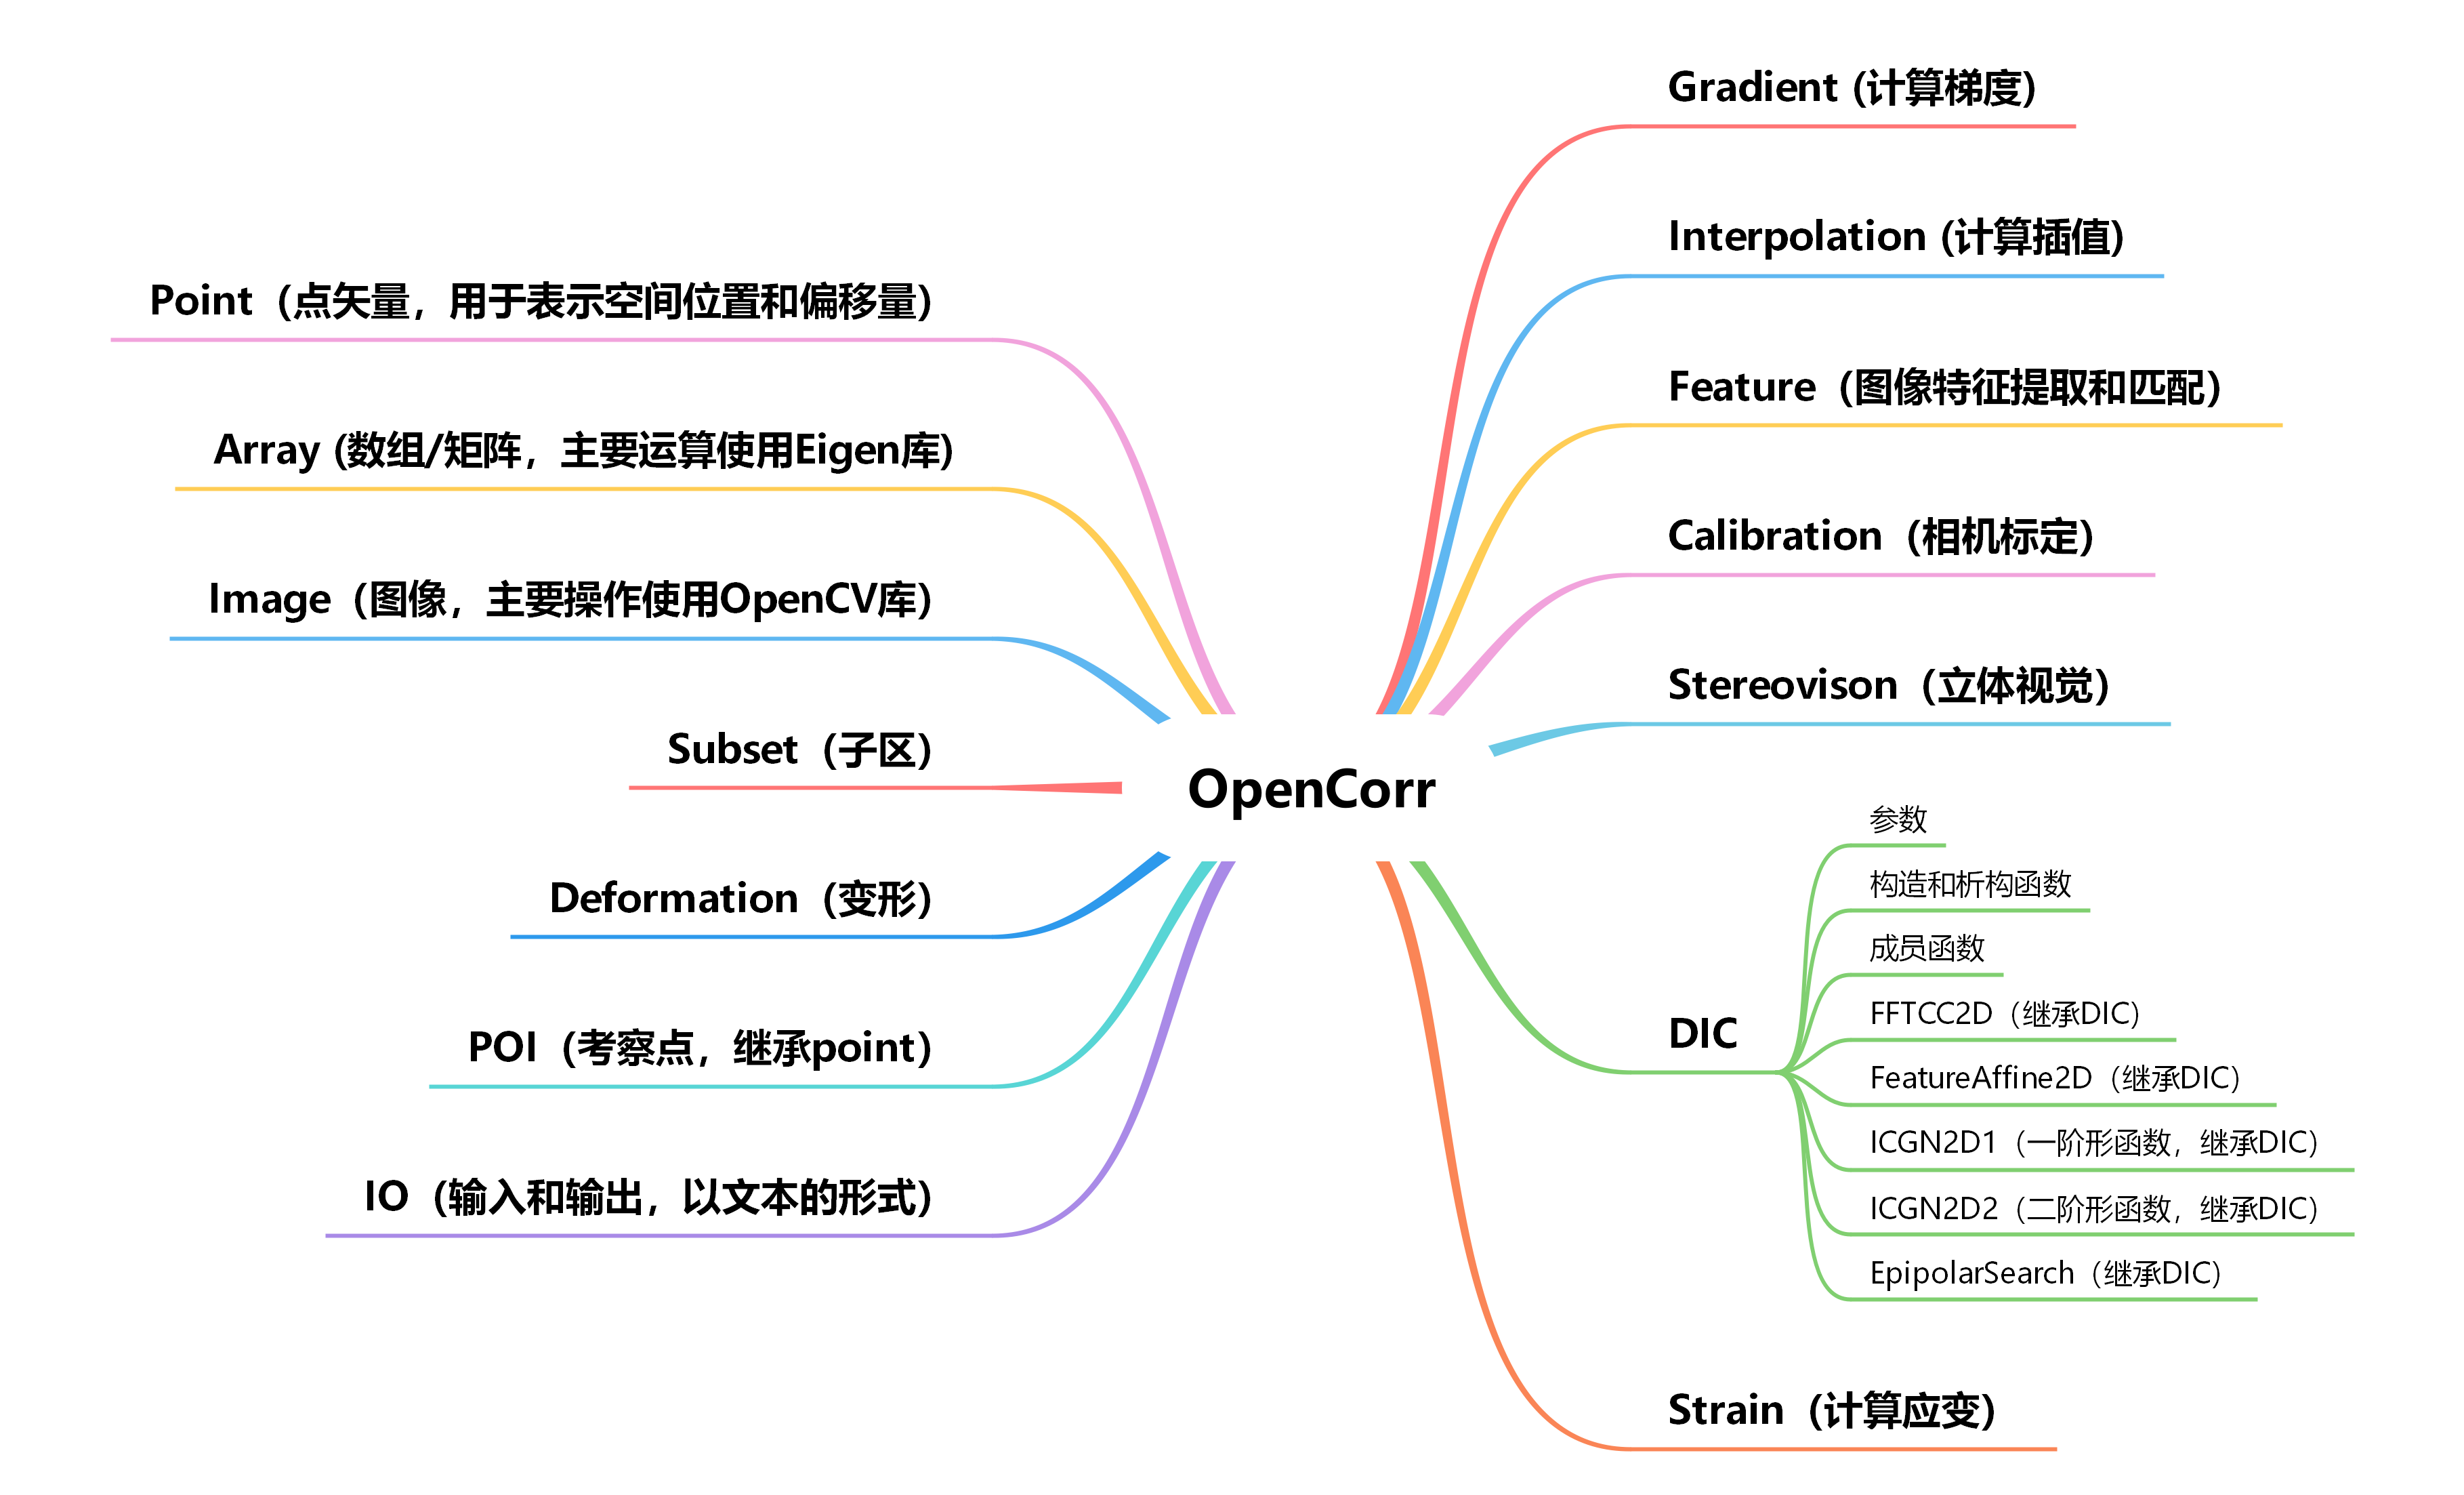 Point（点矢量，用于表示空间位置和偏移量）
Array (数组/矩阵，主要运算使用Eigen库)
Image（图像，主要操作使用OpenCV库）
Subset（子区）
Deformation（变形）
POI（考察点，继承point）
IO（输入和输出，以文本的形式）
OpenCorr
Gradient (计算梯度)
Interpolation (计算插值)
Feature（图像特征提取和匹配）
Calibration（相机标定）
Stereovison（立体视觉）
DIC
参数
构造和析构函数
成员函数
FFTCC2D（继承DIC）
FeatureAffine2D（继承DIC）
ICGN2D1（一阶形函数，继承DIC）
ICGN2D2（二阶形函数，继承DIC）
EpipolarSearch（继承DIC）
Strain（计算应变）